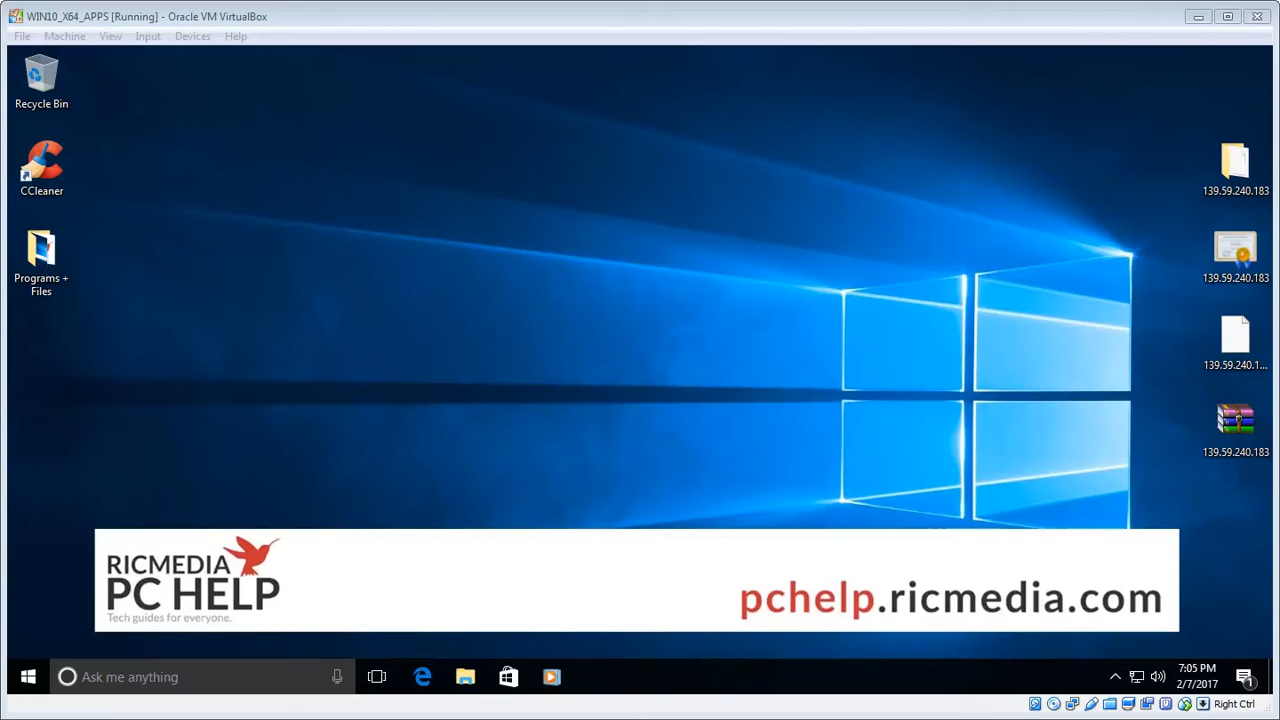 WIN10_X64_APPS [Running] - Oracle VM VirtualBox
File Machine View Input Devices Help
Recycle Bin
CCleaner
Programs +
Files
139.59.240.183
139.59.240.183
139.59.240.1...
139.59.240.183
RICMEDIA
PC HELP
Tech guides for everyone.
pchelp.ricmedia.com
Ask me anything
7:05 PM
2/7/2017
1
Right Ctrl